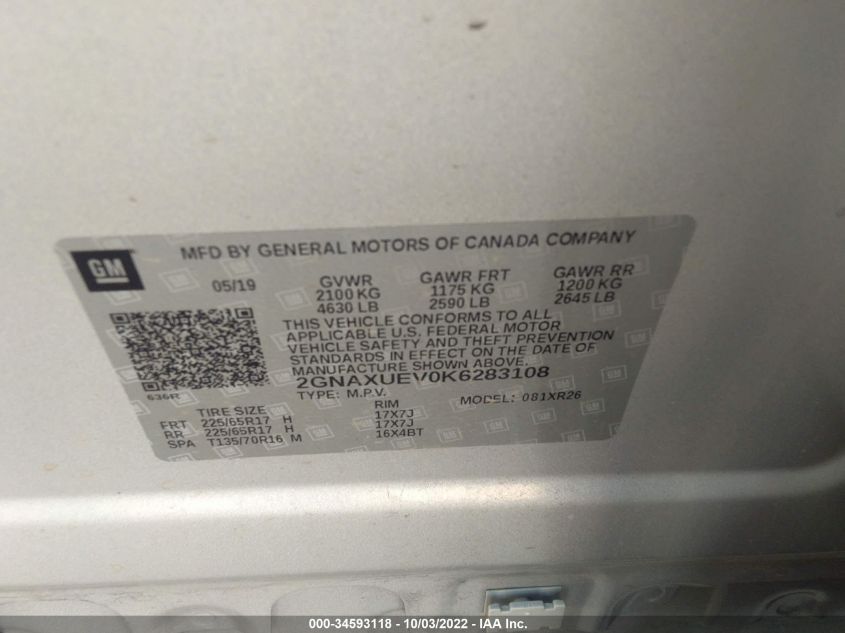 GM
MFD BY GENERAL MOTORS OF CANADA COMPANY
05/19 GVWR GAWR FRT GAWR RR
2100 KG 1175 KG 1200 KG
4630 LB 2590 LB 2645 LB
THIS VEHICLE CONFORMS TO ALL
APPLICABLE U.S. FEDERAL MOTOR
VEHICLE SAFETY AND THEFT PREVENTION
STANDARDS IN EFFECT ON THE DATE OF
MANUFACTURE SHOWN ABOVE.
2GNAXUEV0K6283108
636R TYPE: M.P.V. MODEL: 081XR26
TIRE SIZE RIM
FRT 225/65R17 H 17X7J
RR 225/65R17 H 17X7J
SPA T135/70R16 M 16X4BT
000-34593118 - 10/03/2022 - IAA Inc.